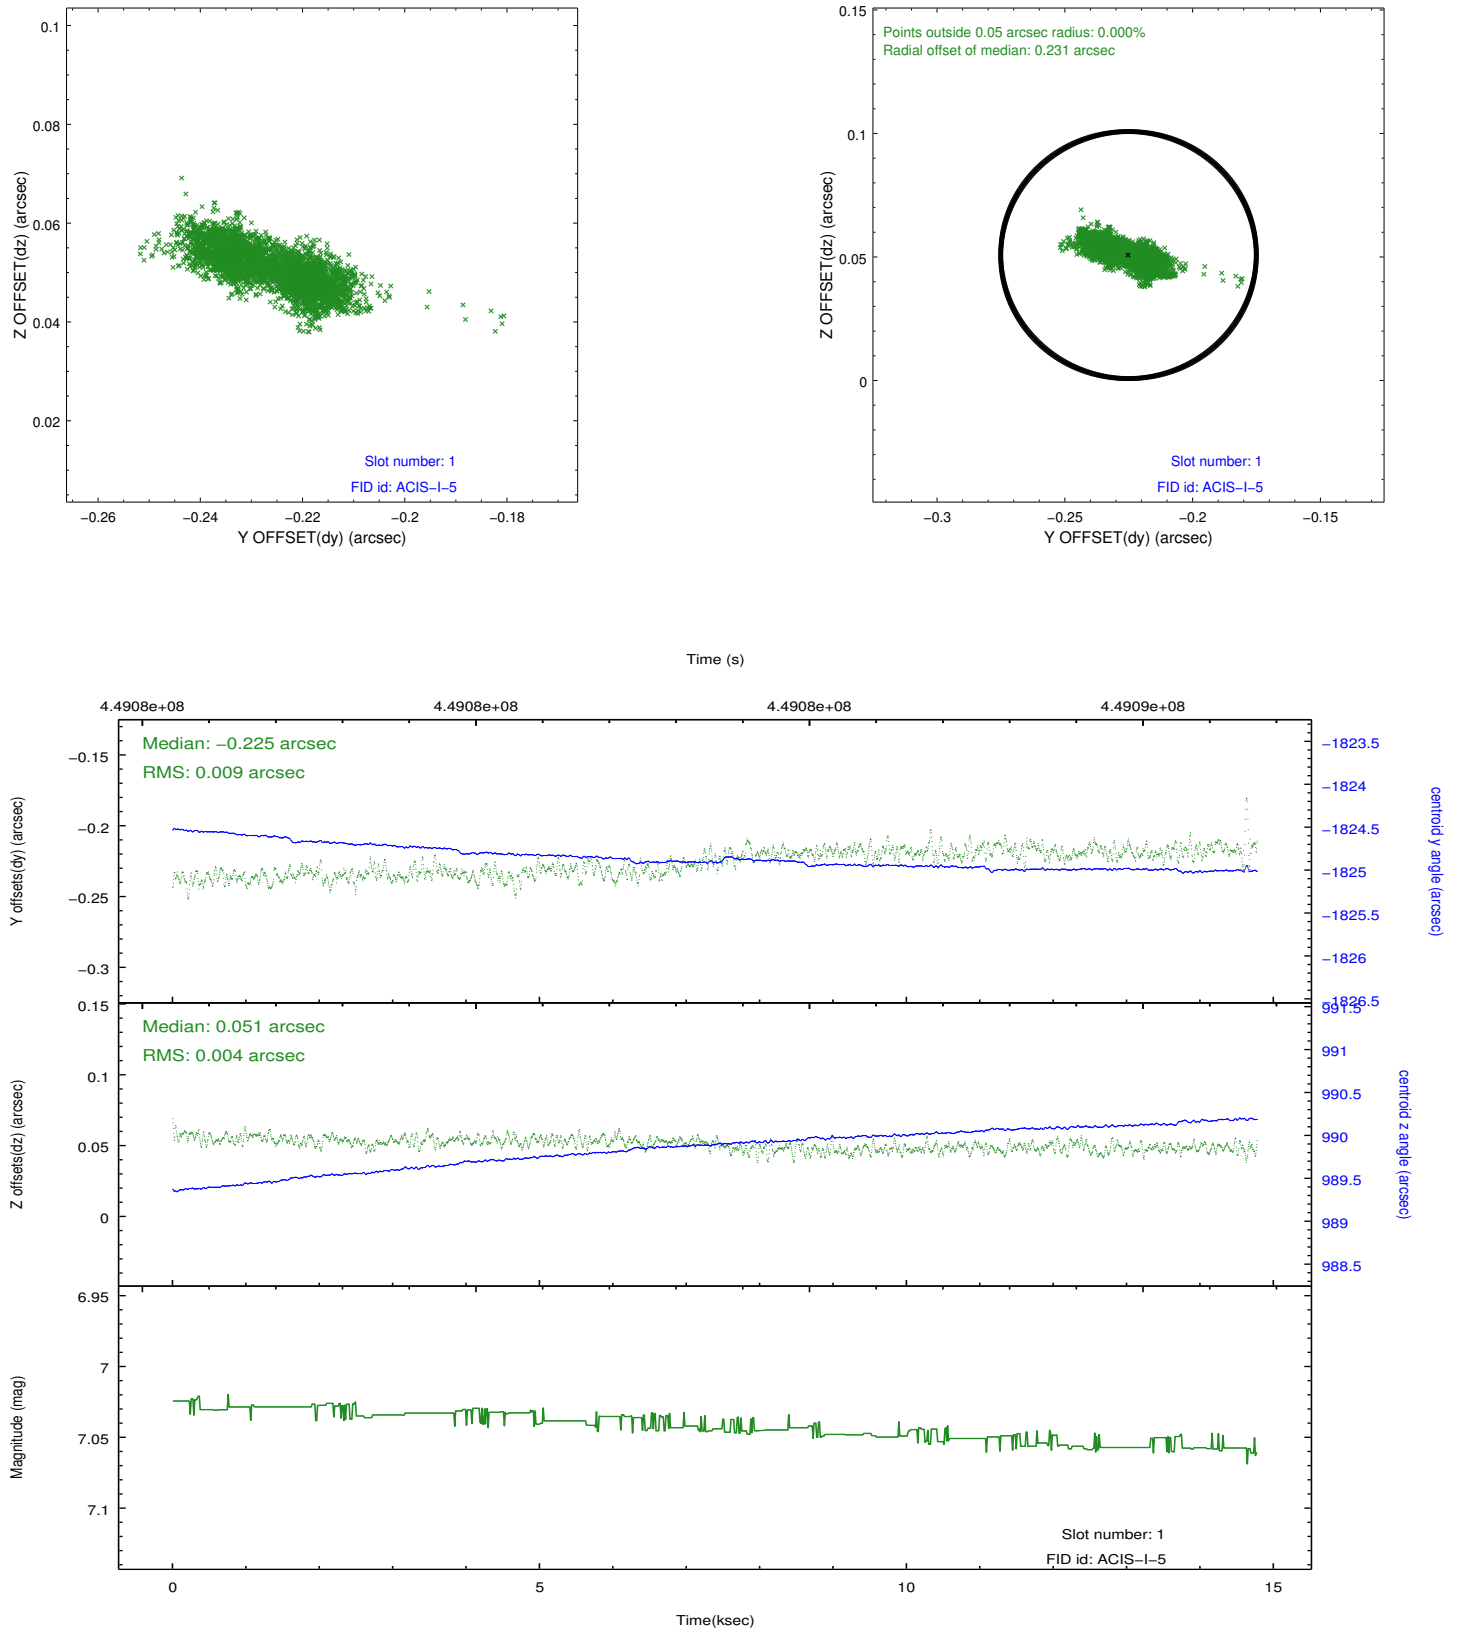 0.1
0.08
0.06
0.04
0.02
Z OFFSET(dz) (arcsec)
Slot number: 1
FID id: ACIS−I−5
−0.26 −0.24 −0.22 −0.2 −0.18
Y OFFSET(dy) (arcsec)
0.15
0.1
0.05
0
Z OFFSET(dz) (arcsec)
Points outside 0.05 arcsec radius: 0.000%
Radial offset of median: 0.231 arcsec
Slot number: 1
FID id: ACIS−I−5
−0.3 −0.25 −0.2 −0.15
Y OFFSET(dy) (arcsec)
Time (s)
4.4908e+08 4.4908e+08 4.4908e+08 4.4909e+08
Median: −0.225 arcsec
RMS: 0.009 arcsec
−0.15
−0.2
−0.25
−0.3
Y offsets(dy) (arcsec)
−1823.5
−1824
−1824.5
−1825
−1825.5
−1826
−1826.5
centroid y angle (arcsec)
Median: 0.051 arcsec
RMS: 0.004 arcsec
0.15
0.1
0.05
0
Z offsets(dz) (arcsec)
991.5
991
990.5
990
989.5
989
988.5
centroid z angle (arcsec)
6.95
7
7.05
7.1
Magnitude (mag)
Slot number: 1
FID id: ACIS−I−5
0 5 10 15
Time(ksec)